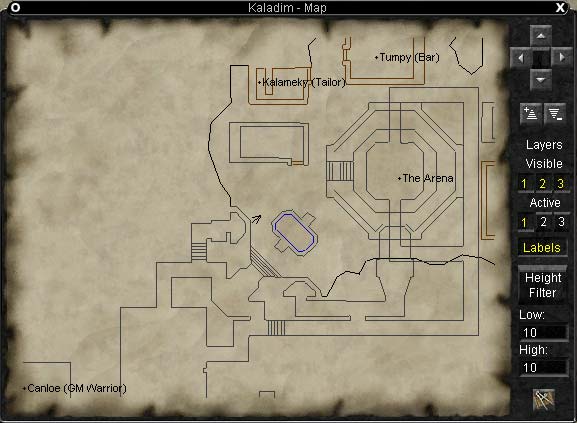 O Kaladim - Map X
Tumpy (Bar)
Kalameky (Tailor)
The Arena
Canloe (GM Warrior)
Layers
Visible
1 2 3
Active
1 2 3
Labels
Height
Filter
Low:
10
High:
10